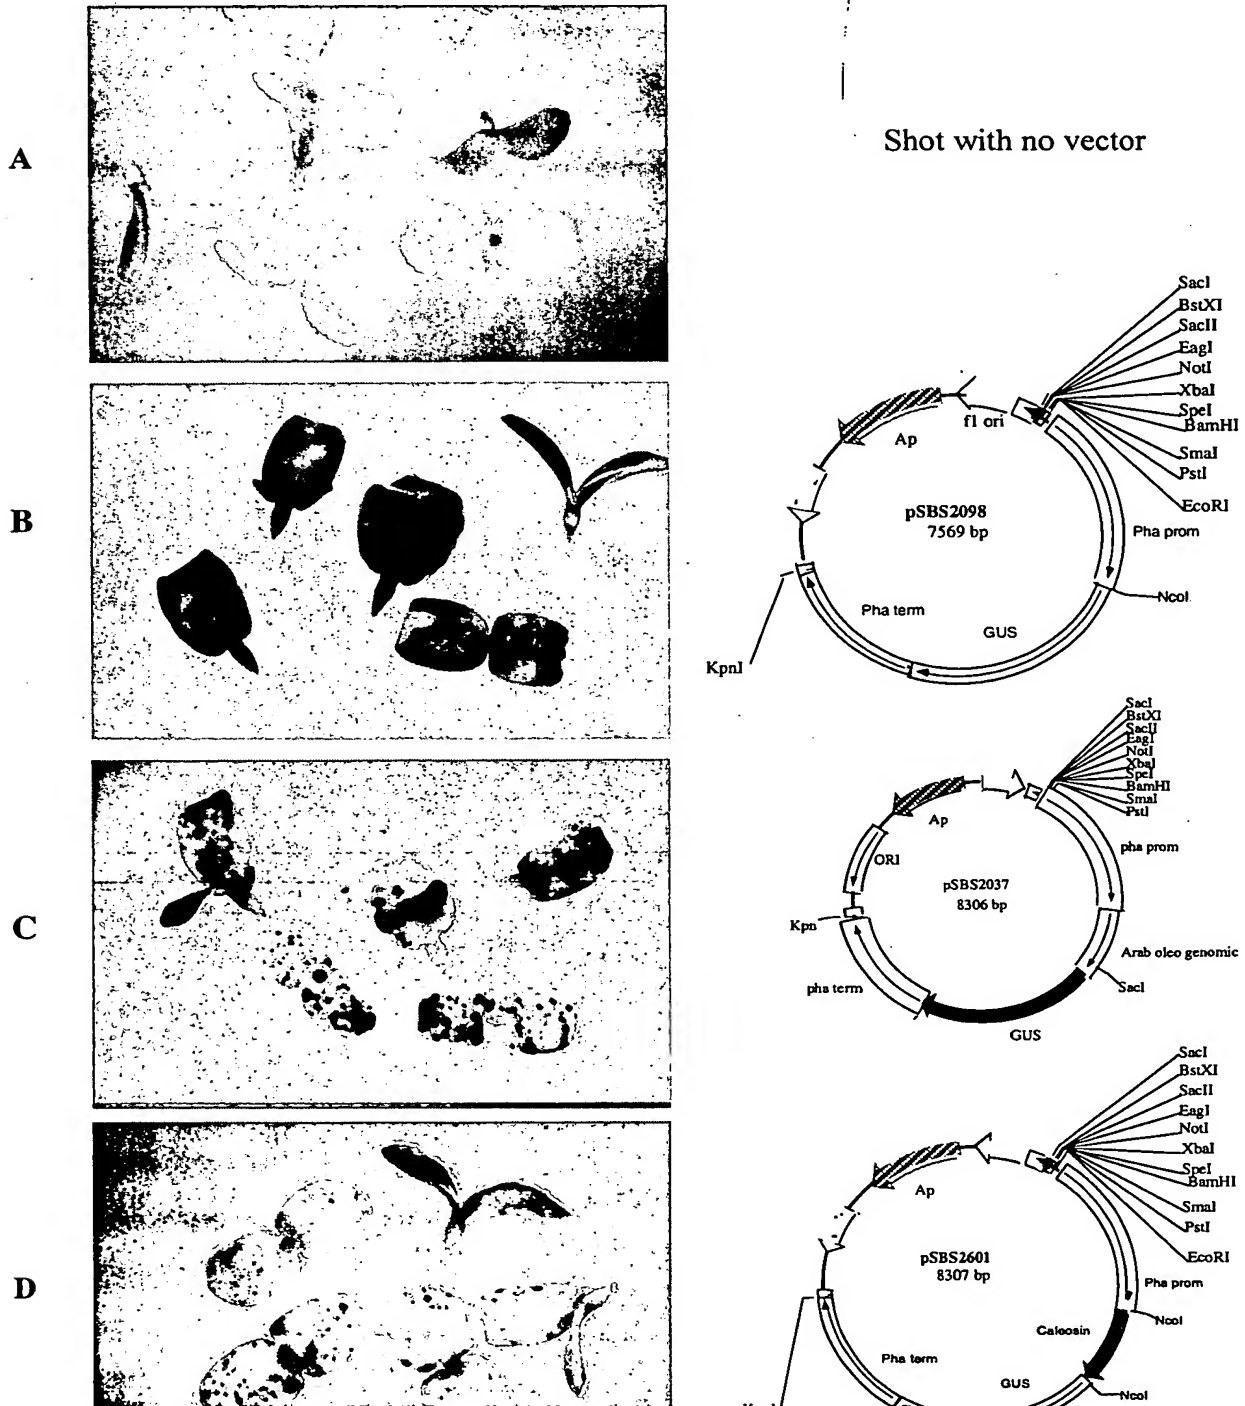 A
Shot with no vector
B
SacI
BstXI
SacII
EagI
NotI
XbaI
SpeI
BamHI
SmaI
PstI
EcoRI
f1 ori
Ap
pSBS2098
7569 bp
Pha prom
NcoI
Pha term
GUS
KpnI
C
SacI
BstXI
SacII
EagI
NotI
XbaI
SpeI
BamHI
SmaI
PstI
Ap
ORI
pha prom
pSBS2037
8306 bp
Kpn
Arab oleo genomic
SacI
pha term
GUS
D
SacI
BstXI
SacII
EagI
NotI
XbaI
SpeI
BamHI
SmaI
PstI
EcoRI
Ap
pSBS2601
8307 bp
Pha prom
NcoI
Caleosin
Pha term
GUS
NcoI